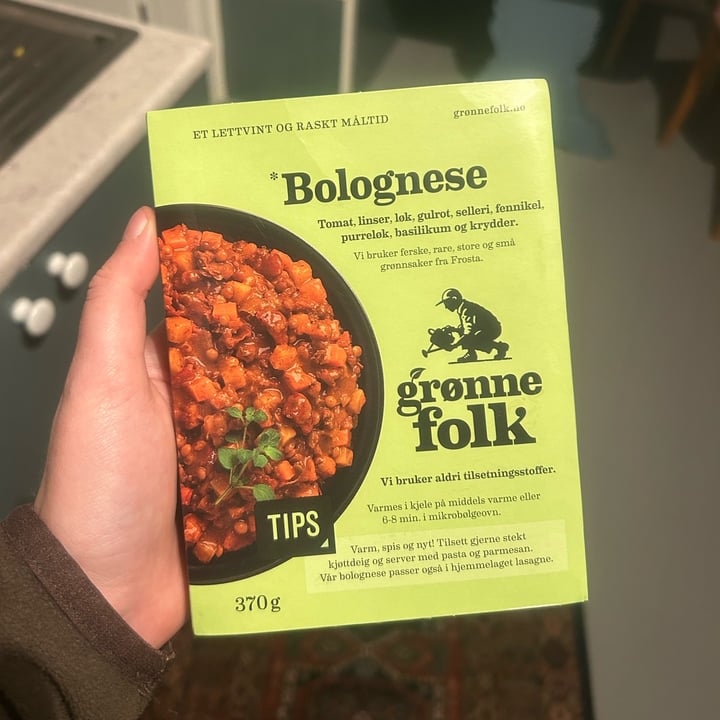 ET LETTVINT OG RASKT MÅLTID
grønnefolk.no
*Bolognese
Tomat, linser, løk, gulrot, selleri, fennikel,
purreløk, basilikum og krydder.
Vi bruker ferske, rare, store og små
grønnsaker fra Frosta.
grønne
folk
Vi bruker aldri tilsetningsstoffer.
Varmes i kjele på middels varme eller
6-8 min. i mikrobølgeovn.
TIPS
Varm, spis og nyt! Tilsett gjerne stekt
kjøttdeig og server med pasta og parmesan.
Vår bolognese passer også i hjemmelaget lasagne.
370g